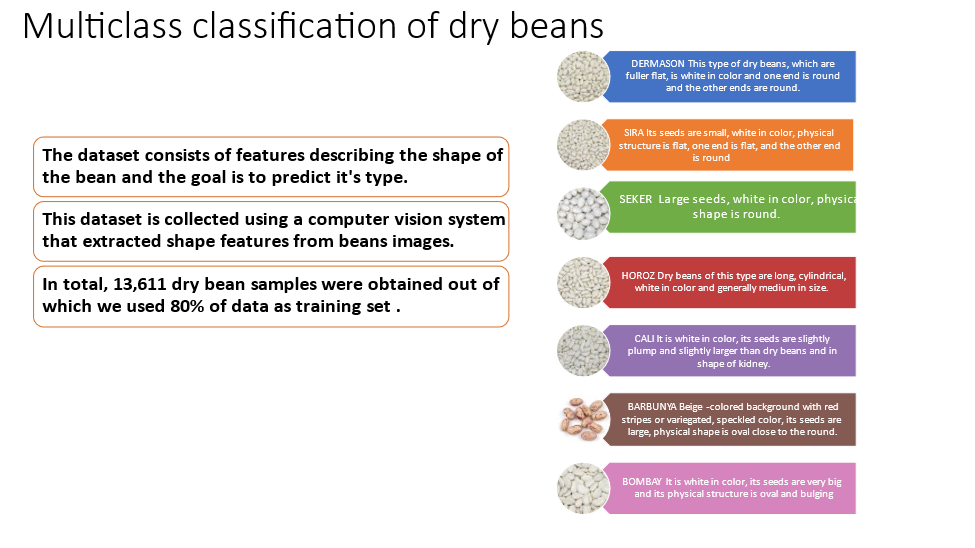 Multiclass classification of dry beans
The dataset consists of features describing the shape of
the bean and the goal is to predict it's type.
This dataset is collected using a computer vision system
that extracted shape features from beans images.
In total, 13,611 dry bean samples were obtained out of
which we used 80% of data as training set .
DERMASON This type of dry beans, which are
fuller flat, is white in color and one end is round
and the other ends are round.
SIRA Its seeds are small, white in color, physical
structure is flat, one end is flat, and the other end
is round
SEKER Large seeds, white in color, physica
shape is round.
HOROZ Dry beans of this type are long, cylindrical,
white in color and generally medium in size.
CALI It is white in color, its seeds are slightly
plump and slightly larger than dry beans and in
shape of kidney.
BARBUNYA Beige -colored background with red
stripes or variegated, speckled color, its seeds are
large, physical shape is oval close to the round.
BOMBAY It is white in color, its seeds are very big
and its physical structure is oval and bulging